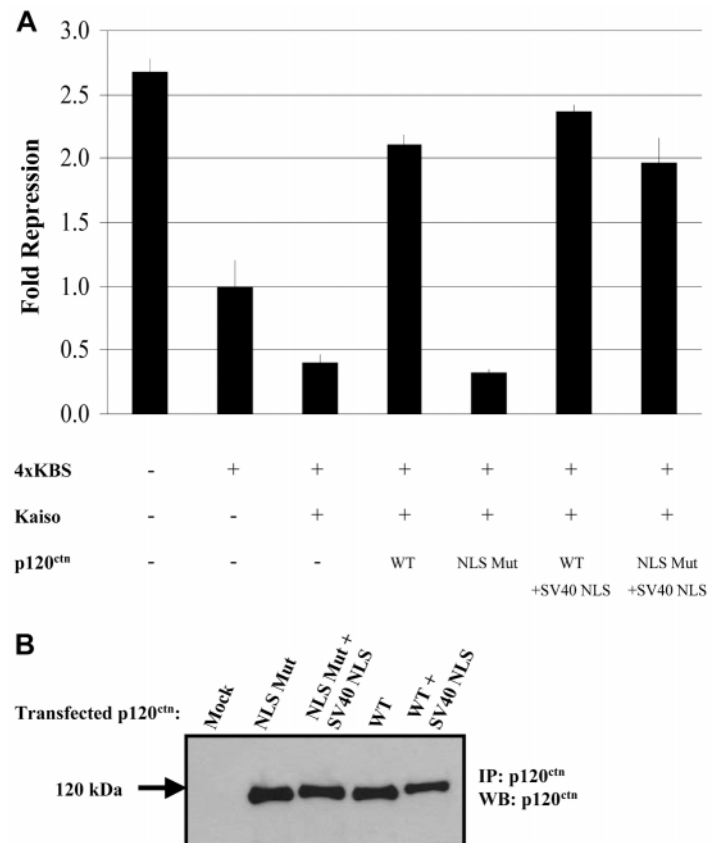 A
3.0
2.5
2.0
1.5
1.0
0.5
0.0
Fold Repression
4xKBS - + + + + + +
Kaiso - - + + + + +
p120ctn - - - WT NLS Mut WT NLS Mut
+SV40 NLS +SV40 NLS
B
Transfected p120ctn:
Mock
NLS Mut
NLS Mut +
SV40 NLS
WT
WT +
SV40 NLS
120 kDa
IP: p120ctn
WB: p120ctn